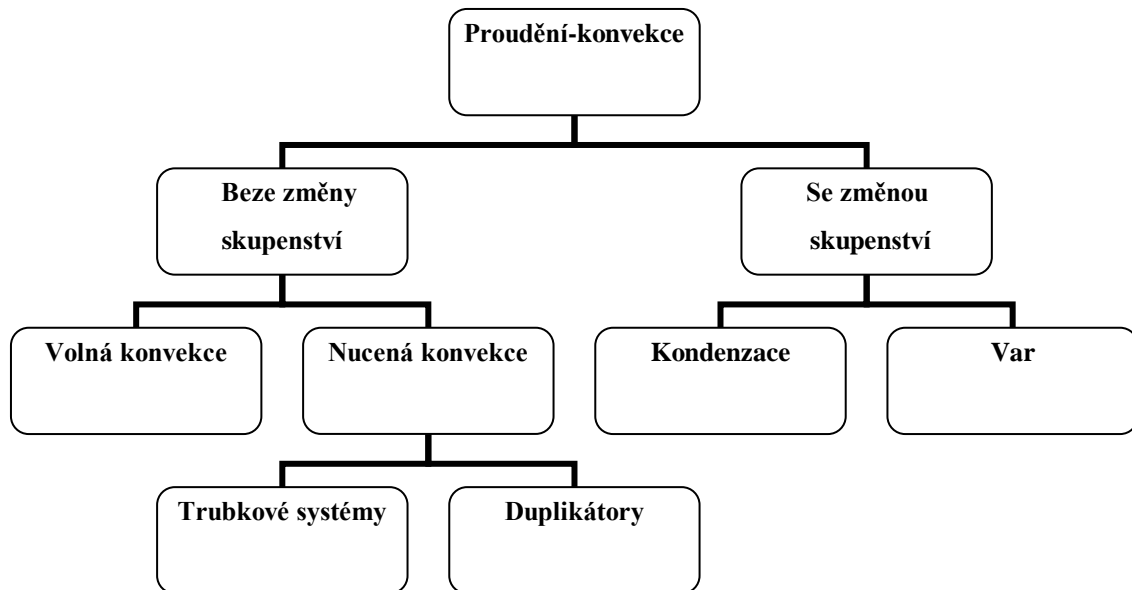 Proudění-konvekce
Beze změny
skupenství
Se změnou
skupenství
Volná konvekce
Nucená konvekce
Kondenzace
Var
Trubkové systémy
Duplikátory